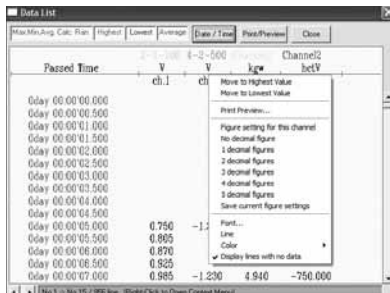 Data List
Max.Min.Avg. Calc Run Highest Lowest Average Date / Time Print/Preview Close
4-2-500 Channel2
Passed Time V V kgw hctV
ch.1 ch
Move to Highest Value
Move to Lowest Value
Print Preview...
Figure setting for this channel
No decimal figure
1 decimal figures
2 decimal figures
3 decimal figures
4 decimal figures
5 decimal figures
Save current figure settings
Font...
Line
Color
Display lines with no data
0day 00:00'00.000
0day 00:00'00.500
0day 00:00'01.000
0day 00:00'01.500
0day 00:00'02.000
0day 00:00'02.500
0day 00:00'03.000
0day 00:00'03.500
0day 00:00'04.000
0day 00:00'04.500
0day 00:00'05.000 0.750
0day 00:00'05.500 0.805
0day 00:00'06.000 0.870
0day 00:00'06.500 0.925
0day 00:00'07.000 0.985 -1.230 4.940 -750.000